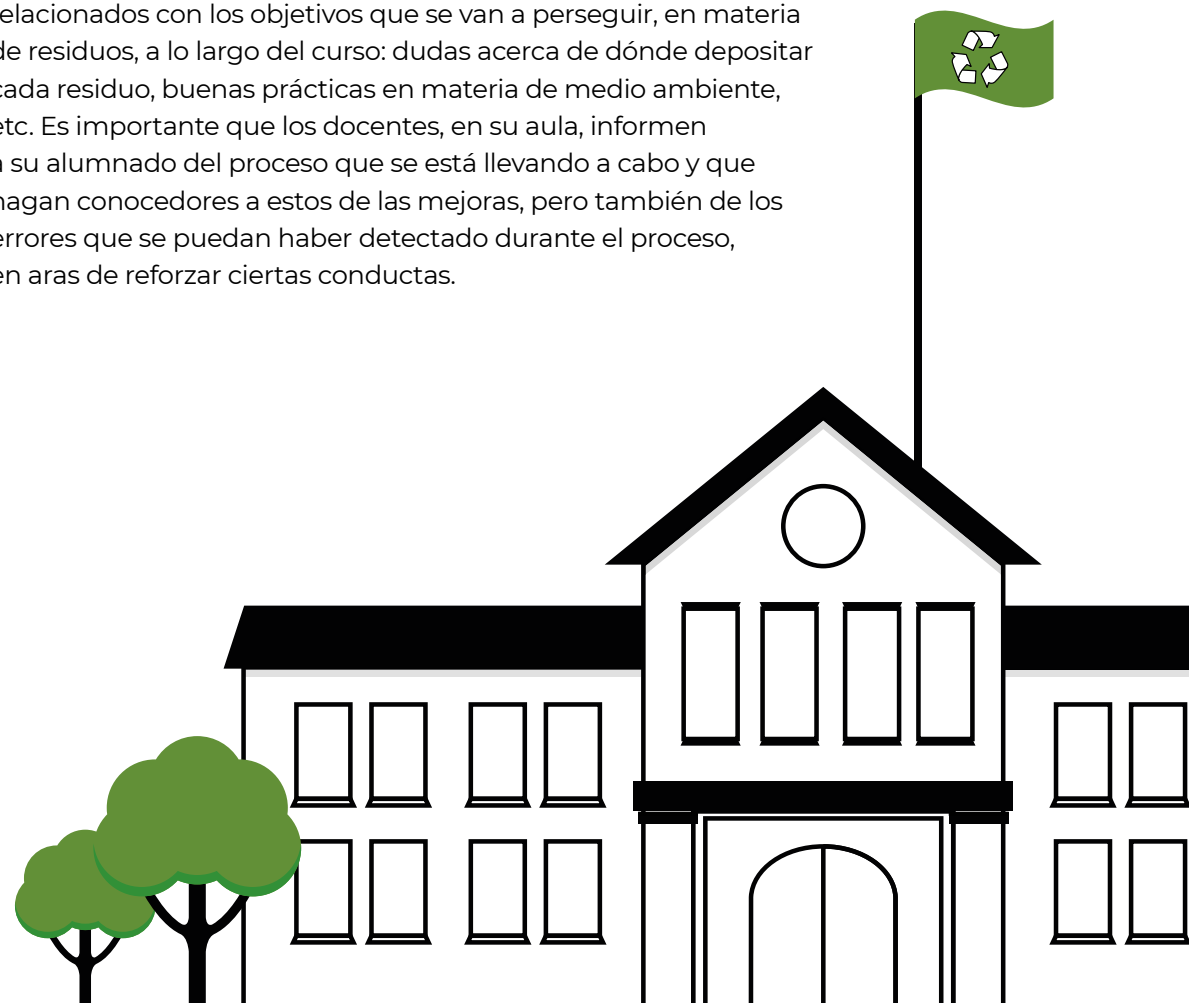 relacionados con los objetivos que se van a perseguir, en materia
de residuos, a lo largo del curso: dudas acerca de dónde depositar
cada residuo, buenas prácticas en materia de medio ambiente,
etc. Es importante que los docentes, en su aula, informen
a su alumnado del proceso que se está llevando a cabo y que
hagan conocedores a estos de las mejoras, pero también de los
errores que se puedan haber detectado durante el proceso,
en aras de reforzar ciertas conductas.